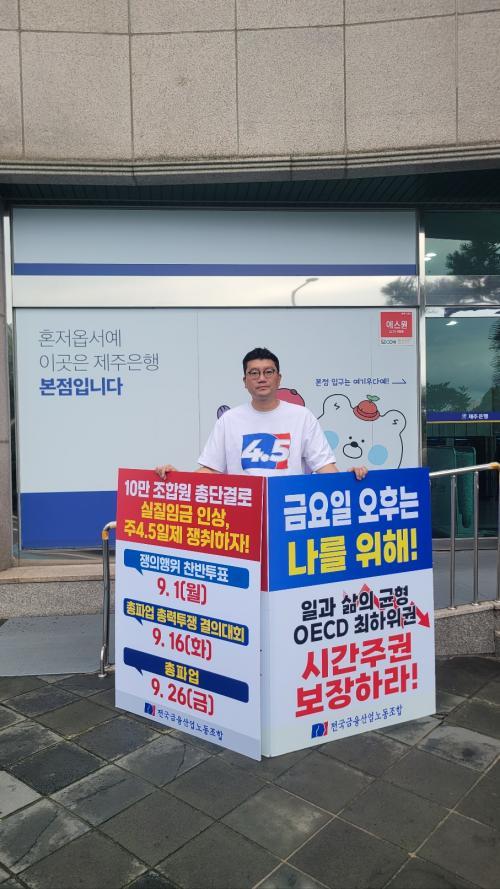 혼저옵서예
이곳은 제주은행
본점입니다
에스원
SECOM
본점 입구는 여기우다예!
제주은행
4.5
10만 조합원 총단결로
실질임금 인상,
주4.5일제 쟁취하자!
쟁의행위 찬반투표
9. 1(월)
총파업 총력투쟁 결의대회
9. 16(화)
총파업
9. 26(금)
전국금융산업노동조합
금요일 오후는
나를 위해!
일과 삶의 균형
OECD 최하위권
시간주권
보장하라!
전국금융산업노동조합